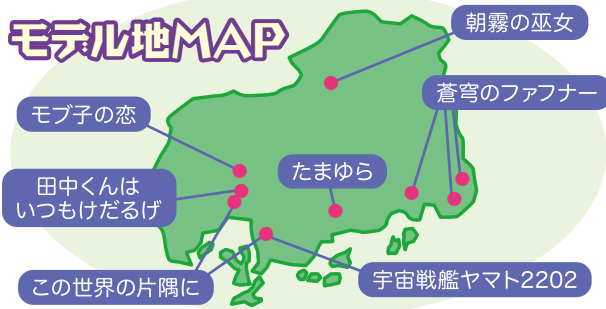 モデル地MAP
朝霧の巫女
蒼穹のファフナー
モブ子の恋
たまゆら
田中くんは
いつもけだるげ
この世界の片隅に
宇宙戦艦ヤマト2202